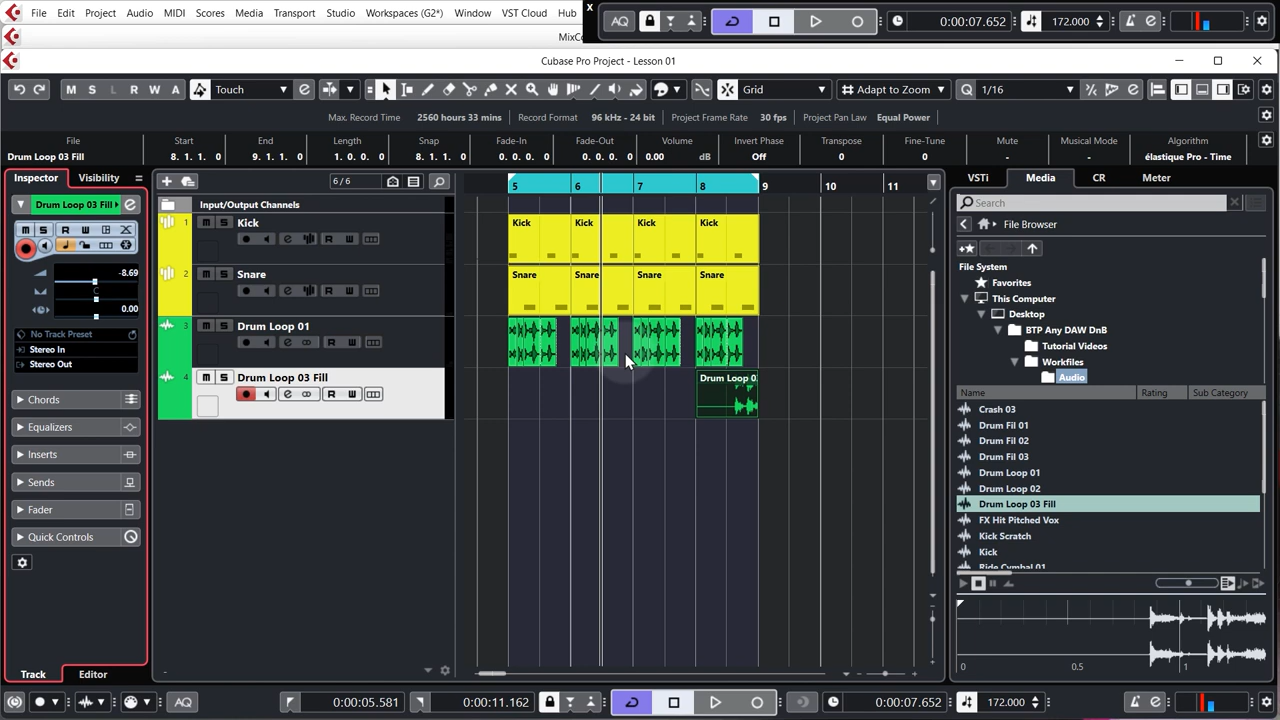 File Edit Project Audio MIDI Scores Media Transport Studio Workspaces (G2*) Window VST Cloud Hub
x AQ 0:00:07.652 172.000
MixCo
Cubase Pro Project - Lesson 01
M S L R W A Touch Grid Adapt to Zoom Q 1/16
Max. Record Time 2560 hours 33 mins Record Format 96 kHz - 24 bit Project Frame Rate 30 fps Project Pan Law Equal Power
File Start End Length Snap Fade-In Fade-Out Volume Invert Phase Transpose Fine-Tune Mute Musical Mode Algorithm
Drum Loop 03 Fill 8. 1. 1. 0 9. 1. 1. 0 1. 0. 0. 0 8. 1. 1. 0 0. 0. 0. 0 0. 0. 0. 0 0.00 dB Off 0 0 - - élastique Pro - Time
Inspector Visibility 6 / 6 5 6 7 8 9 10 11 VSTi Media CR Meter
Drum Loop 03 Fill Input/Output Channels Search
M S R W
1 M S Kick Kick Kick Kick Kick File Browser
R W
-8.69
C
0.00
2 M S Snare Snare Snare Snare Snare
R W
File System
Favorites
This Computer
Desktop
BTP Any DAW DnB
Tutorial Videos
Workfiles
Audio
No Track Preset
Stereo In
Stereo Out
3 M S Drum Loop 01
R W
4 M S Drum Loop 03 Fill Drum Loop 03
R W
Chords
Equalizers
Inserts
Sends
Fader
Quick Controls
Name Rating Sub Category
Crash 03
Drum Fil 01
Drum Fil 02
Drum Fil 03
Drum Loop 01
Drum Loop 02
Drum Loop 03 Fill
FX Hit Pitched Vox
Kick Scratch
Kick
Ride Cymbal 01
0 0.5 1
Track Editor
AQ 0:00:05.581 0:00:11.162 0:00:07.652 172.000